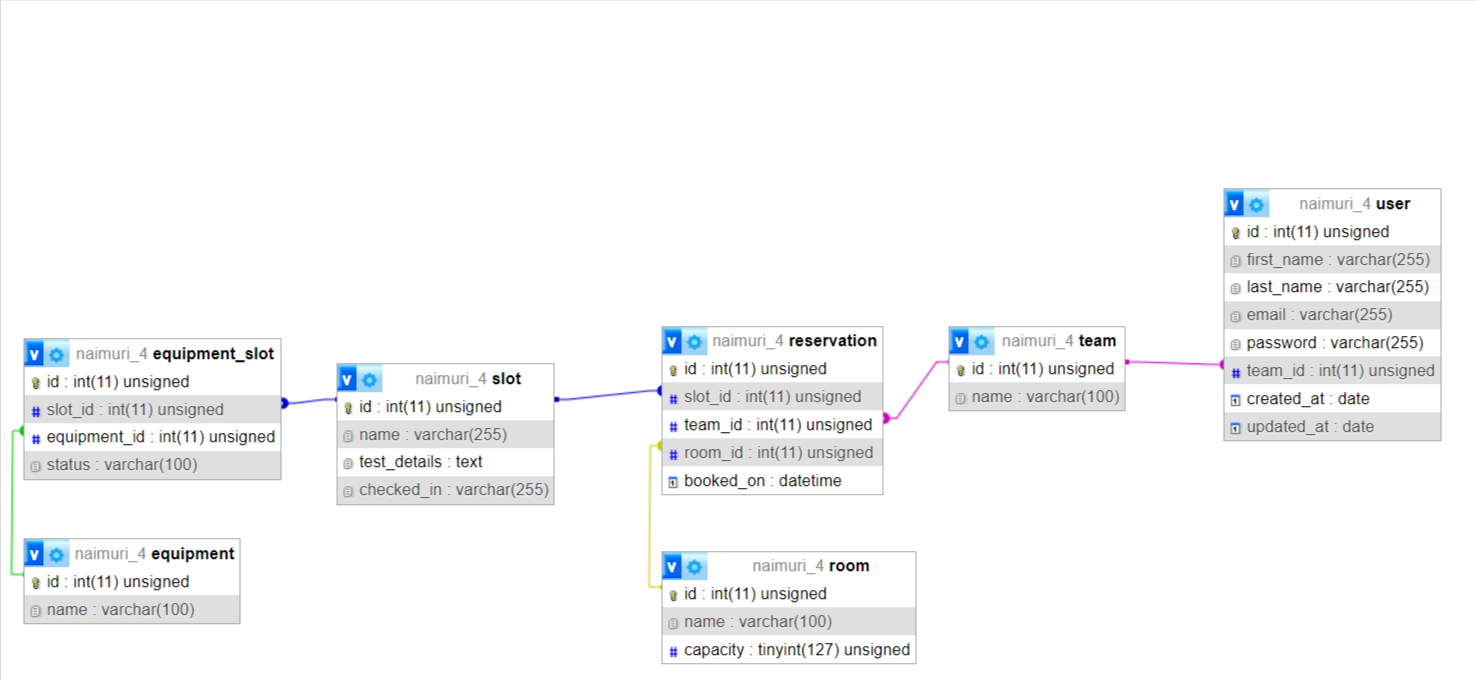 naimuri_4 equipment_slot
id : int(11) unsigned
slot_id : int(11) unsigned
equipment_id : int(11) unsigned
status : varchar(100)
naimuri_4 equipment
id : int(11) unsigned
name : varchar(100)
naimuri_4 slot
id : int(11) unsigned
name : varchar(255)
test_details : text
checked_in : varchar(255)
naimuri_4 reservation
id : int(11) unsigned
slot_id : int(11) unsigned
team_id : int(11) unsigned
room_id : int(11) unsigned
booked_on : datetime
naimuri_4 room
id : int(11) unsigned
name : varchar(100)
capacity : tinyint(127) unsigned
naimuri_4 team
id : int(11) unsigned
name : varchar(100)
naimuri_4 user
id : int(11) unsigned
first_name : varchar(255)
last_name : varchar(255)
email : varchar(255)
password : varchar(255)
team_id : int(11) unsigned
created_at : date
updated_at : date